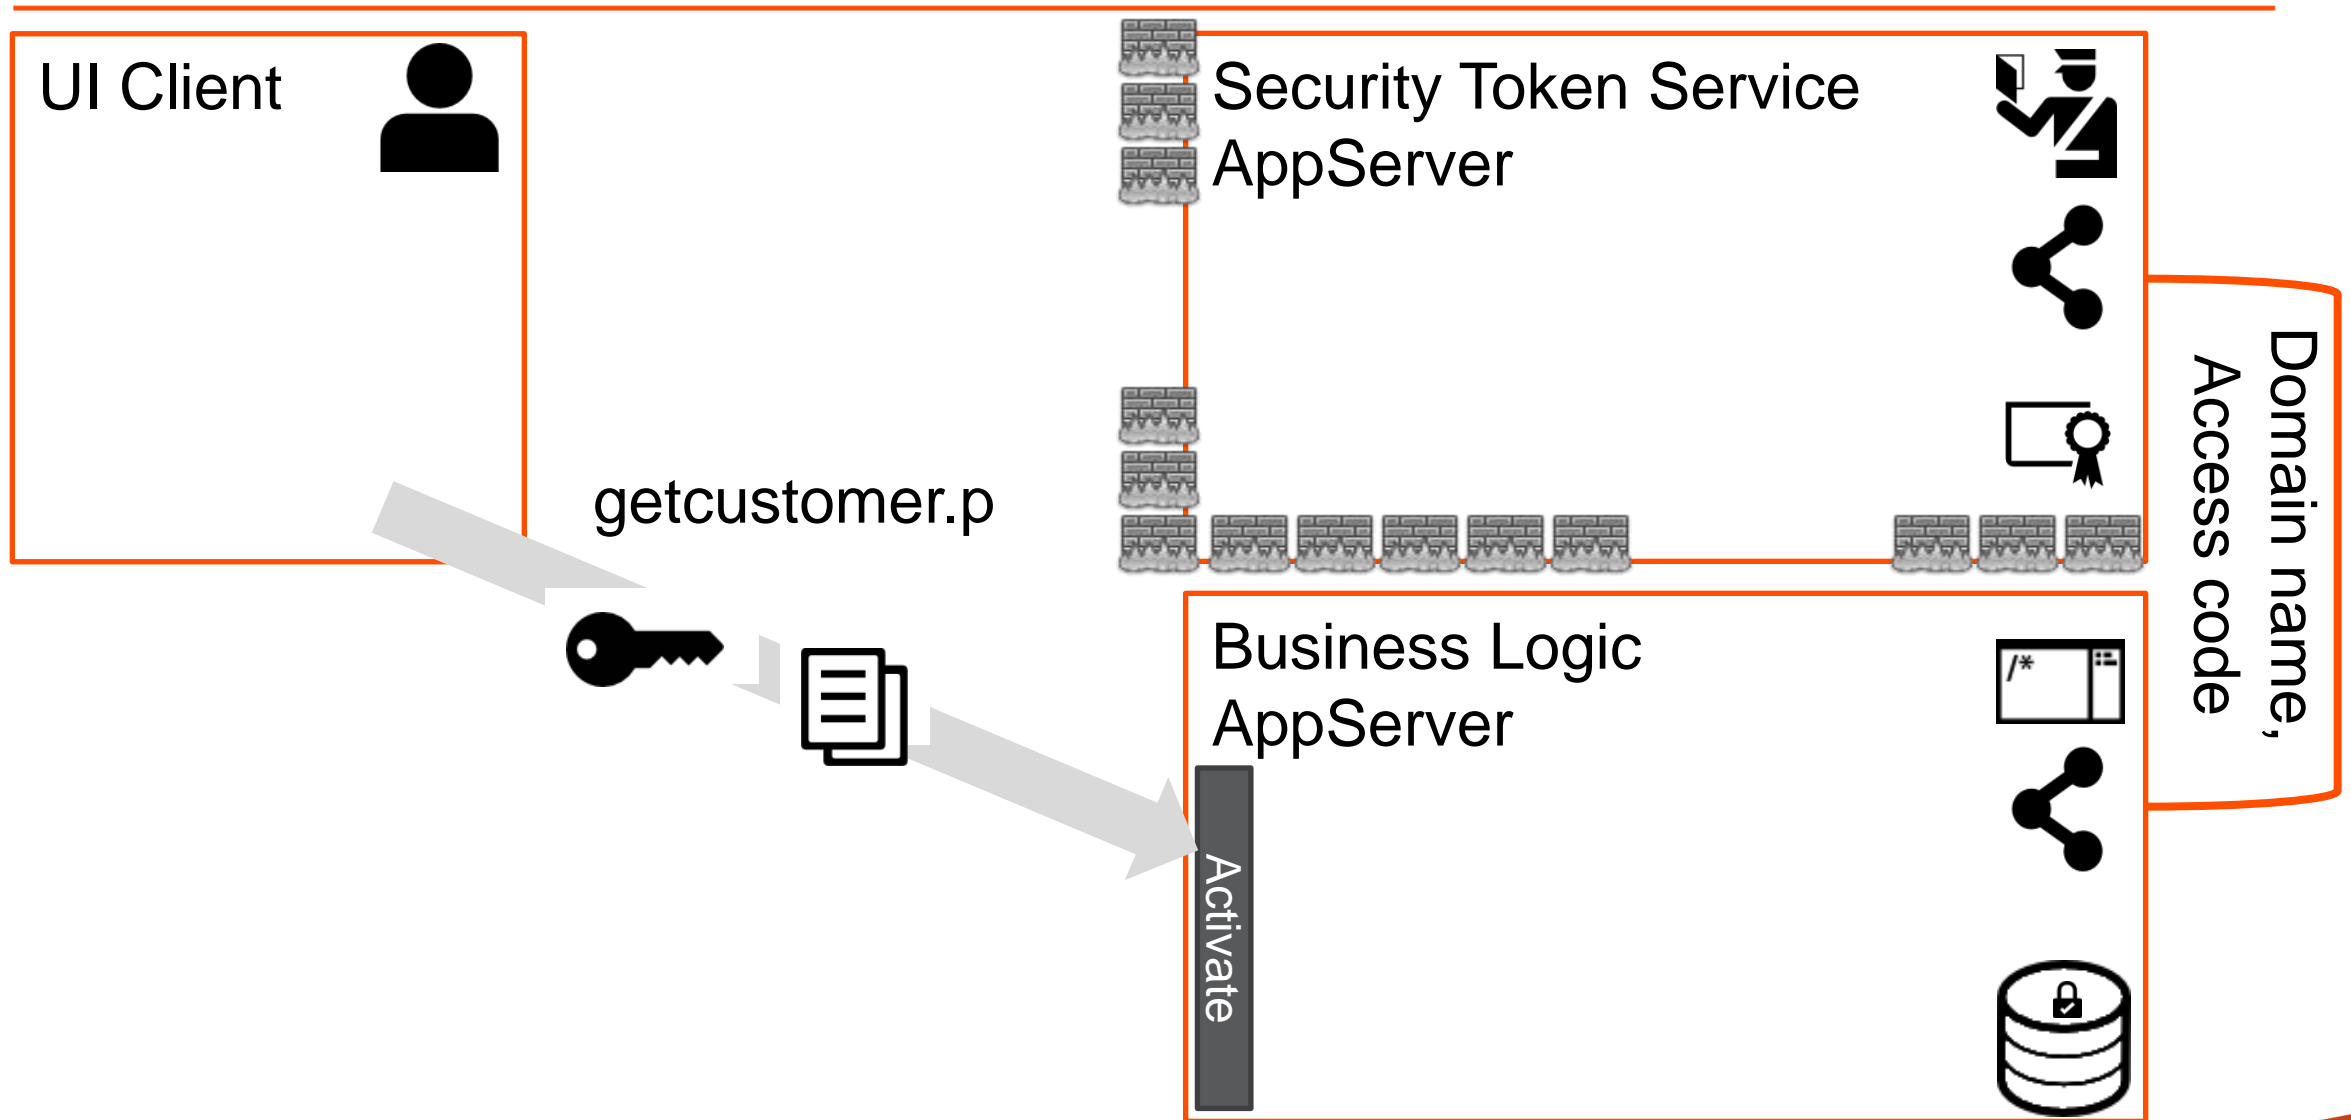 UI Client
Security Token Service
AppServer
getcustomer.p
Domain name,
Access code
Business Logic
AppServer
/*
Activate